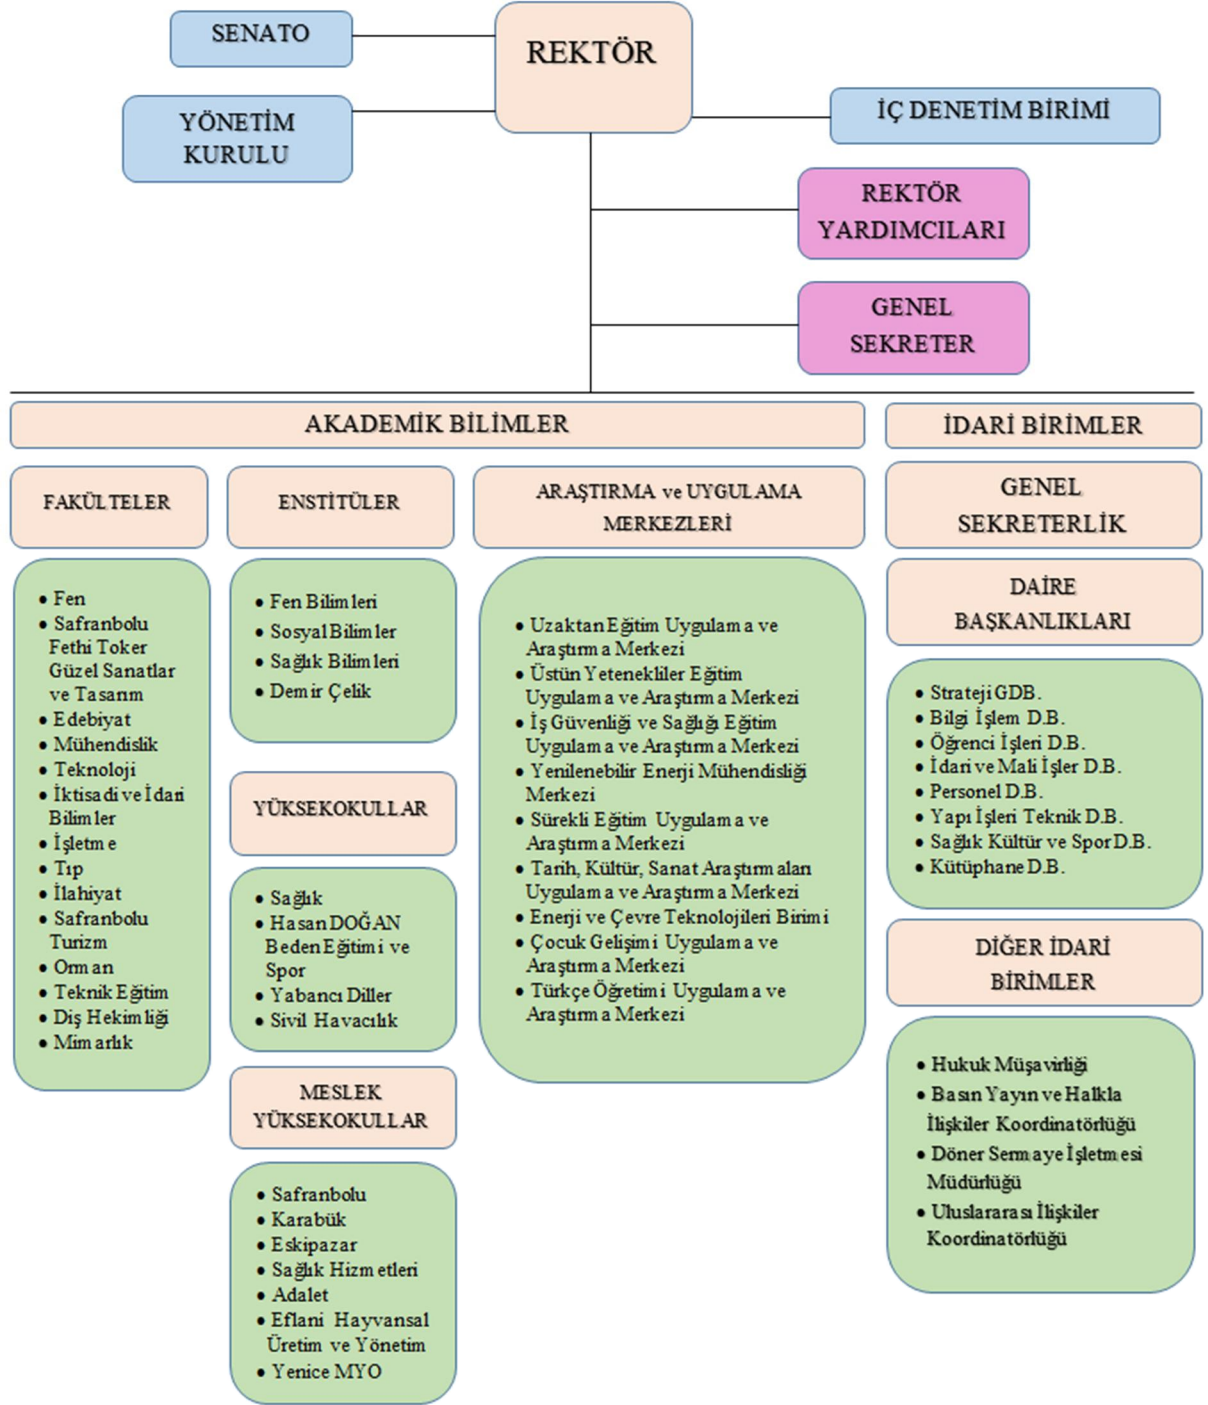 SENATO
REKTÖR
YÖNETİM
KURULU
İÇ DENETİM BİRİMİ
REKTÖR
YARDIMCILARI
GENEL
SEKRETER
AKADEMİK BİLİMLER
İDARİ BİRİMLER
FAKÜLTELER
• Fen
• Safranbolu
Fethi Toker
Güzel Sanatlar
ve Tasarım
• Edebiyat
• Mühendislik
• Teknoloji
• İktisadi ve İdari
Bilimler
• İşletme
• Tıp
• İlahiyat
• Safranbolu
Turizm
• Orman
• Teknik Eğitim
• Diş Hekimliği
• Mimarlık
ENSTİTÜLER
• Fen Bilimleri
• Sosyal Bilimler
• Sağlık Bilimleri
• Demir Çelik
YÜKSEKOKULLAR
• Sağlık
• Hasan DOĞAN
Beden Eğitimi ve
Spor
• Yabancı Diller
• Sivil Havacılık
MESLEK
YÜKSEKOKULLAR
• Safranbolu
• Karabük
• Eskipazar
• Sağlık Hizmetleri
• Adalet
• Eflani Hayvansal
Üretim ve Yönetim
• Yenice MYO
ARAŞTIRMA ve UYGULAMA
MERKEZLERİ
• Uzaktan Eğitim Uygulama ve
Araştırma Merkezi
• Üstün Yetenekliler Eğitim
Uygulama ve Araştırma Merkezi
• İş Güvenliği ve Sağlığı Eğitim
Uygulama ve Araştırma Merkezi
• Yenilenebilir Enerji Mühendisliği
Merkezi
• Sürekli Eğitim Uygulama ve
Araştırma Merkezi
• Tarih, Kültür, Sanat Araştırmaları
Uygulama ve Araştırma Merkezi
• Enerji ve Çevre Teknolojileri Birimi
• Çocuk Gelişimi Uygulama ve
Araştırma Merkezi
• Türkçe Öğretimi Uygulama ve
Araştırma Merkezi
GENEL
SEKRETERLİK
DAİRE
BAŞKANLIKLARI
• Strateji GDB.
• Bilgi İşlem D.B.
• Öğrenci İşleri D.B.
• İdari ve Mali İşler D.B.
• Personel D.B.
• Yapı İşleri Teknik D.B.
• Sağlık Kültür ve Spor D.B.
• Kütüphane D.B.
DİĞER İDARİ
BİRİMLER
• Hukuk Müşavirliği
• Basın Yayın ve Halkla
İlişkiler Koordinatörlüğü
• Döner Sermaye İşletmesi
Müdürlüğü
• Uluslararası İlişkiler
Koordinatörlüğü